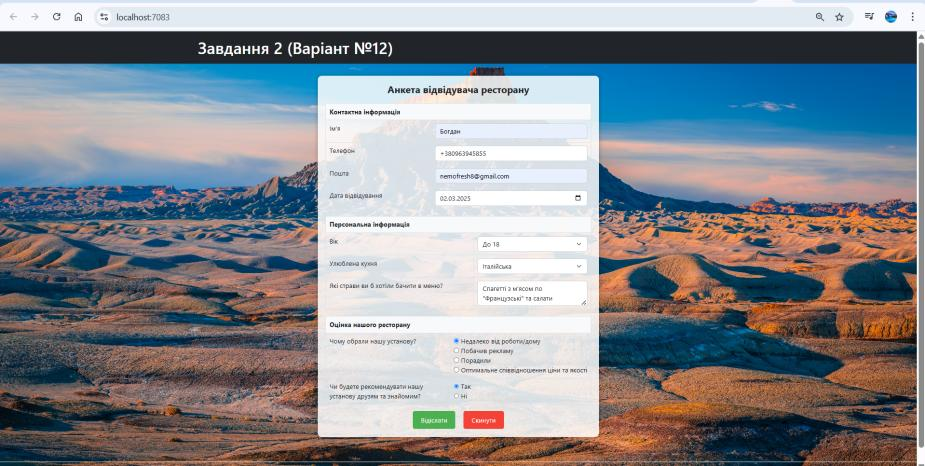 localhost:7083
Завдання 2 (Варіант №12)
Анкета відвідувача ресторану
Контактна інформація
Ім'я
Богдан
Телефон
+380963945855
Пошта
nemofresh8@gmail.com
Дата відвідування
02.03.2025
Персональна інформація
Вік
До 18
Улюблена кухня
Італійська
Які страви ви б хотіли бачити в меню?
Спагетті з м'ясом по
"Французські" та салати
Оцінка нашого ресторану
Чому обрали нашу установу?
Недалеко від роботи/дому
Побачив рекламу
Порадили
Оптимальне співвідношення ціни та якості
Чи будете рекомендувати нашу
установу друзям та знайомим?
Так
Ні
Відіслати
Скинути